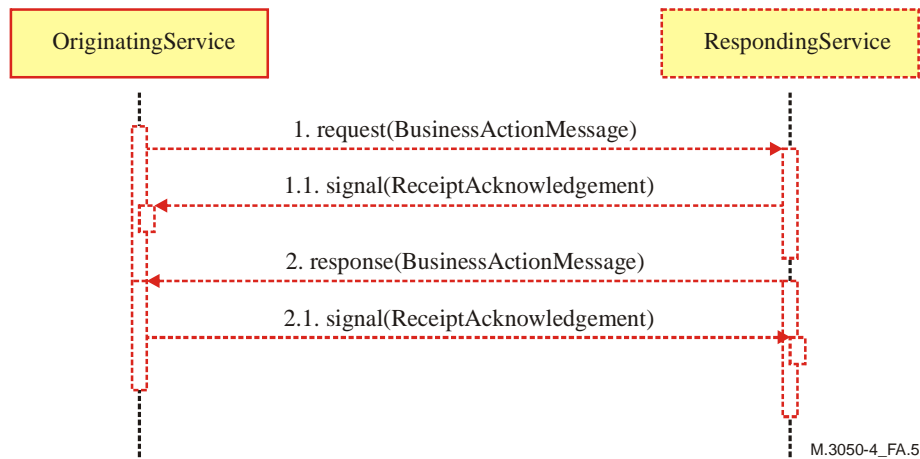 OriginatingService
RespondingService
1. request(BusinessActionMessage)
1.1. signal(ReceiptAcknowledgement)
2. response(BusinessActionMessage)
2.1. signal(ReceiptAcknowledgement)
M.3050-4_FA.5